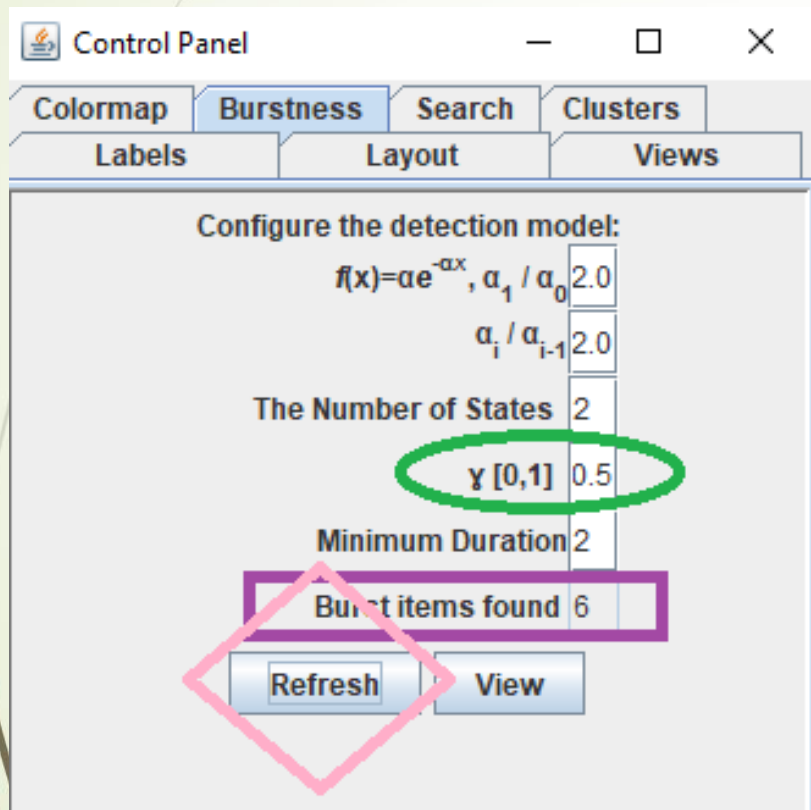 Control Panel
Colormap Burstness Search Clusters
Labels Layout Views
Configure the detection model:
f(x)=αe^-αx, α₁ / α₀ 2.0
αᵢ / αᵢ₋₁ 2.0
The Number of States 2
ɣ [0,1] 0.5
Minimum Duration 2
Burst items found 6
Refresh View